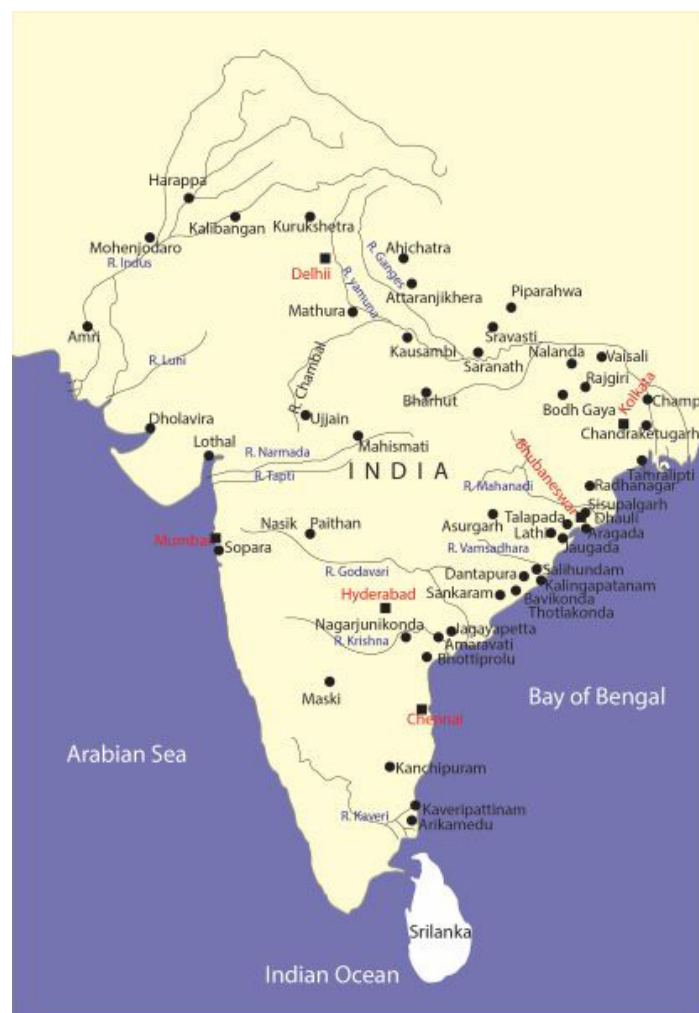 Harappa
Kalibangan
Kurukshetra
Mohenjodaro
R. Indus
Ahichatra
R. Ganges
Delhii
R. yamuna
Attaranjikhera
Piparahwa
Mathura
Amri
Sravasti
Kausambi
Saranath
Nalanda
Vaisali
R. Luni
R. Chambal
Rajgiri
Bharhut
Bodh Gaya
Kolkata
Champ
Dholavira
Ujjain
Chandraketugarh
Lothal
R. Narmada
Mahismati
R. Tapti
INDIA
Bhubaneswar
Tamralipti
R. Mahanadi
Radhanagar
Sisupalgarh
Nasik
Paithan
Asurgarh
Talapada
Dhauli
Lathi
Aragada
Mumbai
Sopara
R. Vamsadhara
Jaugada
R. Godavari
Dantapura
Salihundam
Kalingapatanam
Hyderabad
Sankaram
Bavikonda
Thotlakonda
Nagarjunikonda
Jagayapetta
R. Krishna
Amaravati
Bhottiprolu
Maski
Bay of Bengal
Chennai
Arabian Sea
Kanchipuram
Kaveripattinam
R. Kaveri
Arikamedu
Srilanka
Indian Ocean